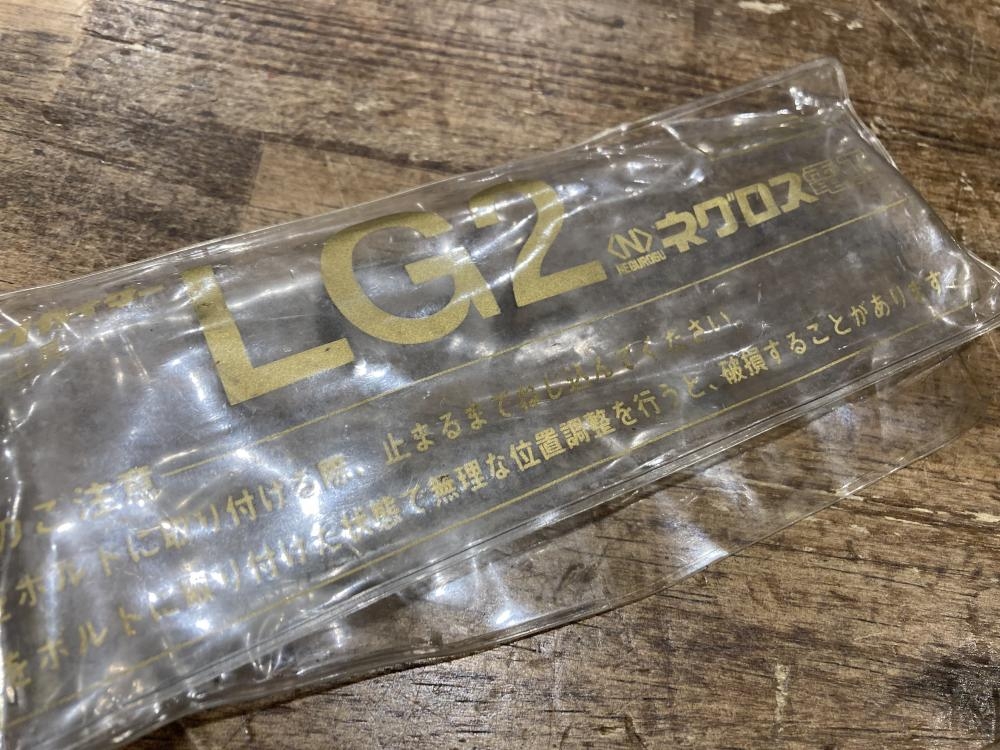 LG2
<N> ネグロス電工
NEGUROSU
のご注意
ボルトに取り付ける際、止まるまでねじ込んでください
ボルトに取り付けた状態で無理な位置調整を行うと、破損することがあります